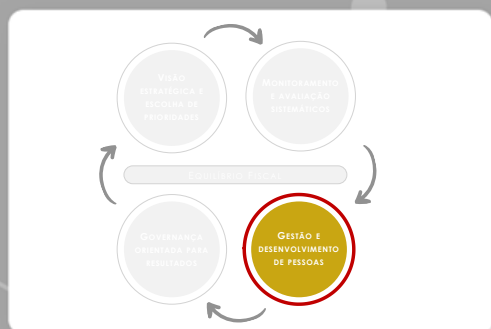 Visão
estratégica e
escolha de
prioridades
Monitoramento
e avaliação
sistemáticos
Equilíbrio Fiscal
Governança
orientada para
resultados
Gestão e
desenvolvimento
de pessoas